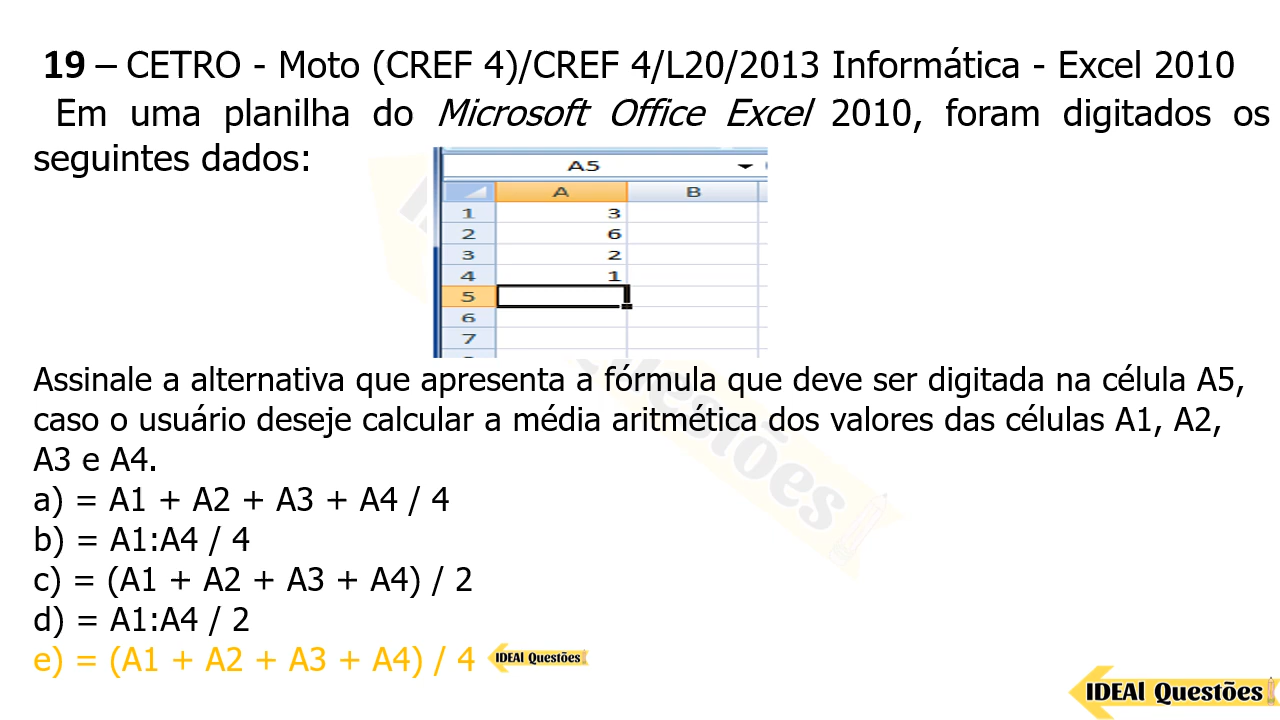 19 – CETRO - Moto (CREF 4)/CREF 4/L20/2013 Informática - Excel 2010
Em uma planilha do Microsoft Office Excel 2010, foram digitados os
seguintes dados:
A5
A B
1 3
2 6
3 2
4 1
5
6
7
Assinale a alternativa que apresenta a fórmula que deve ser digitada na célula A5,
caso o usuário deseje calcular a média aritmética dos valores das células A1, A2,
A3 e A4.
a) = A1 + A2 + A3 + A4 / 4
b) = A1:A4 / 4
c) = (A1 + A2 + A3 + A4) / 2
d) = A1:A4 / 2
e) = (A1 + A2 + A3 + A4) / 4 IDEAl Questões
IDEAl Questões